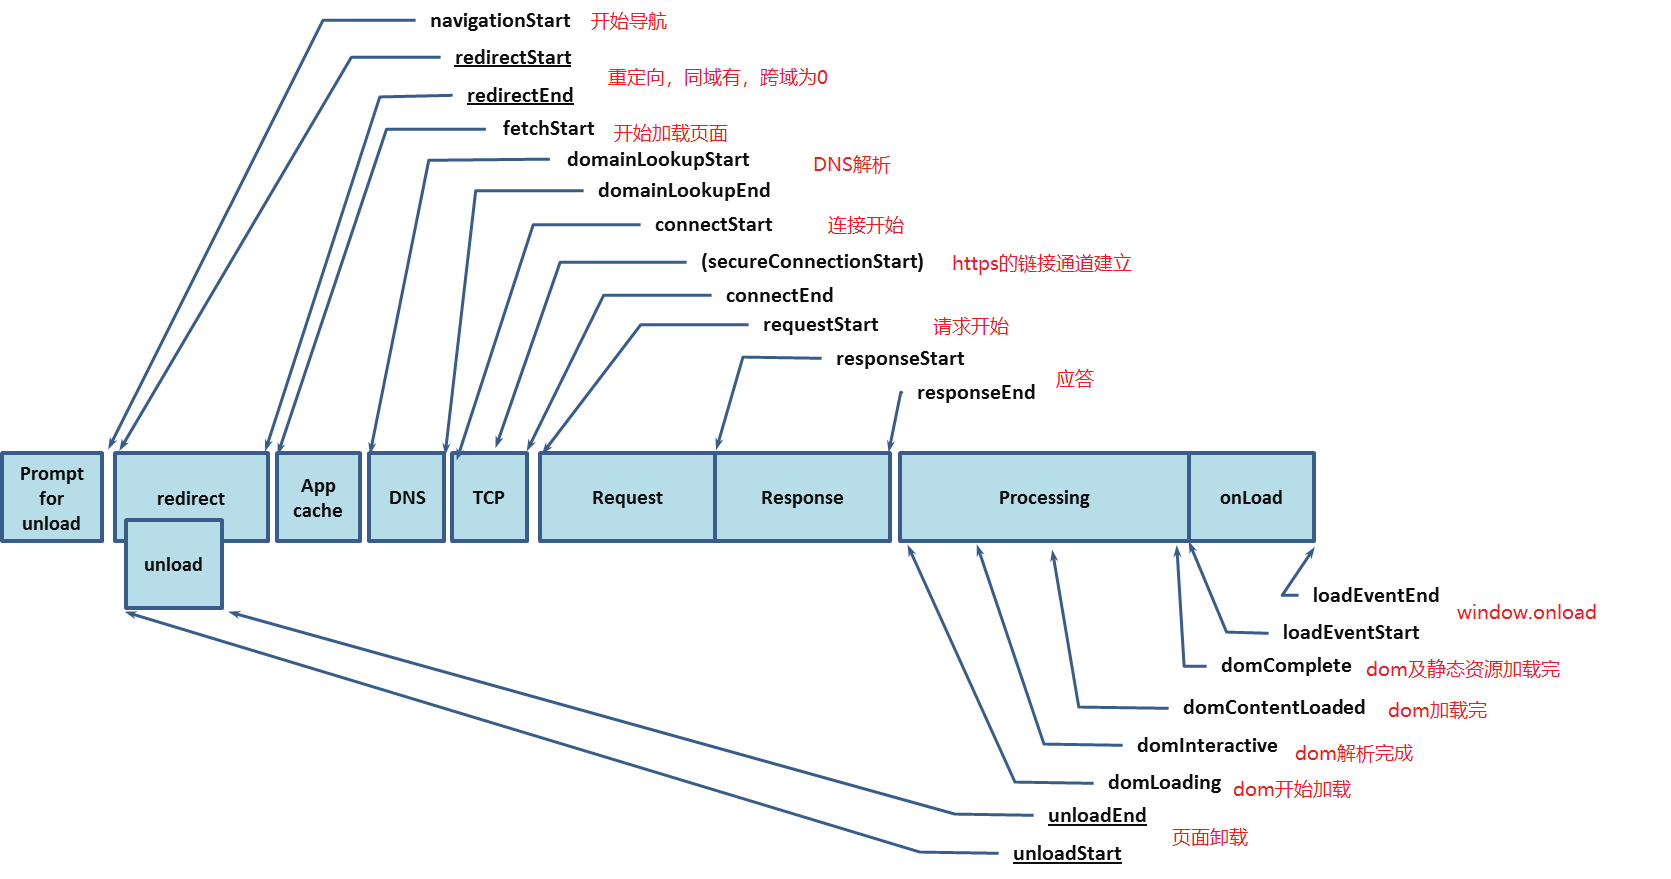 navigationStart 开始导航
redirectStart
重定向，同域有，跨域为0
redirectEnd
fetchStart 开始加载页面
domainLookupStart DNS解析
domainLookupEnd
connectStart 连接开始
(secureConnectionStart) https的链接通道建立
connectEnd
requestStart 请求开始
responseStart
应答
responseEnd
Prompt
for
unload
redirect
unload
App
cache
DNS
TCP
Request
Response
Processing
onLoad
loadEventEnd
window.onload
loadEventStart
domComplete dom及静态资源加载完
domContentLoaded dom加载完
domInteractive dom解析完成
domLoading dom开始加载
unloadEnd
页面卸载
unloadStart